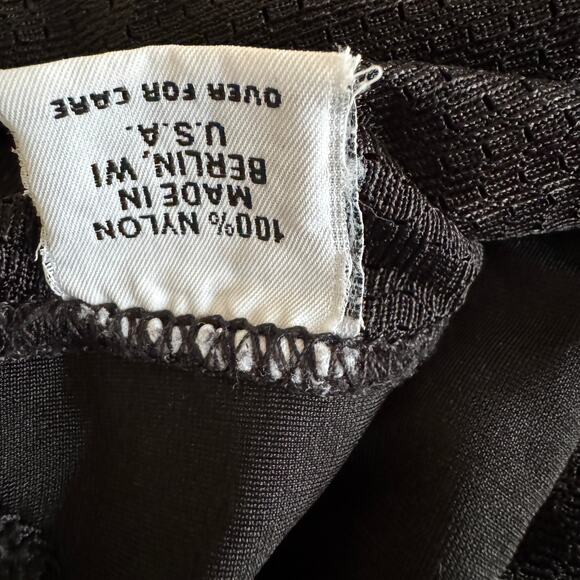 100% NYLON
MADE IN
BERLIN, WI
U.S.A.
OVER FOR CARE